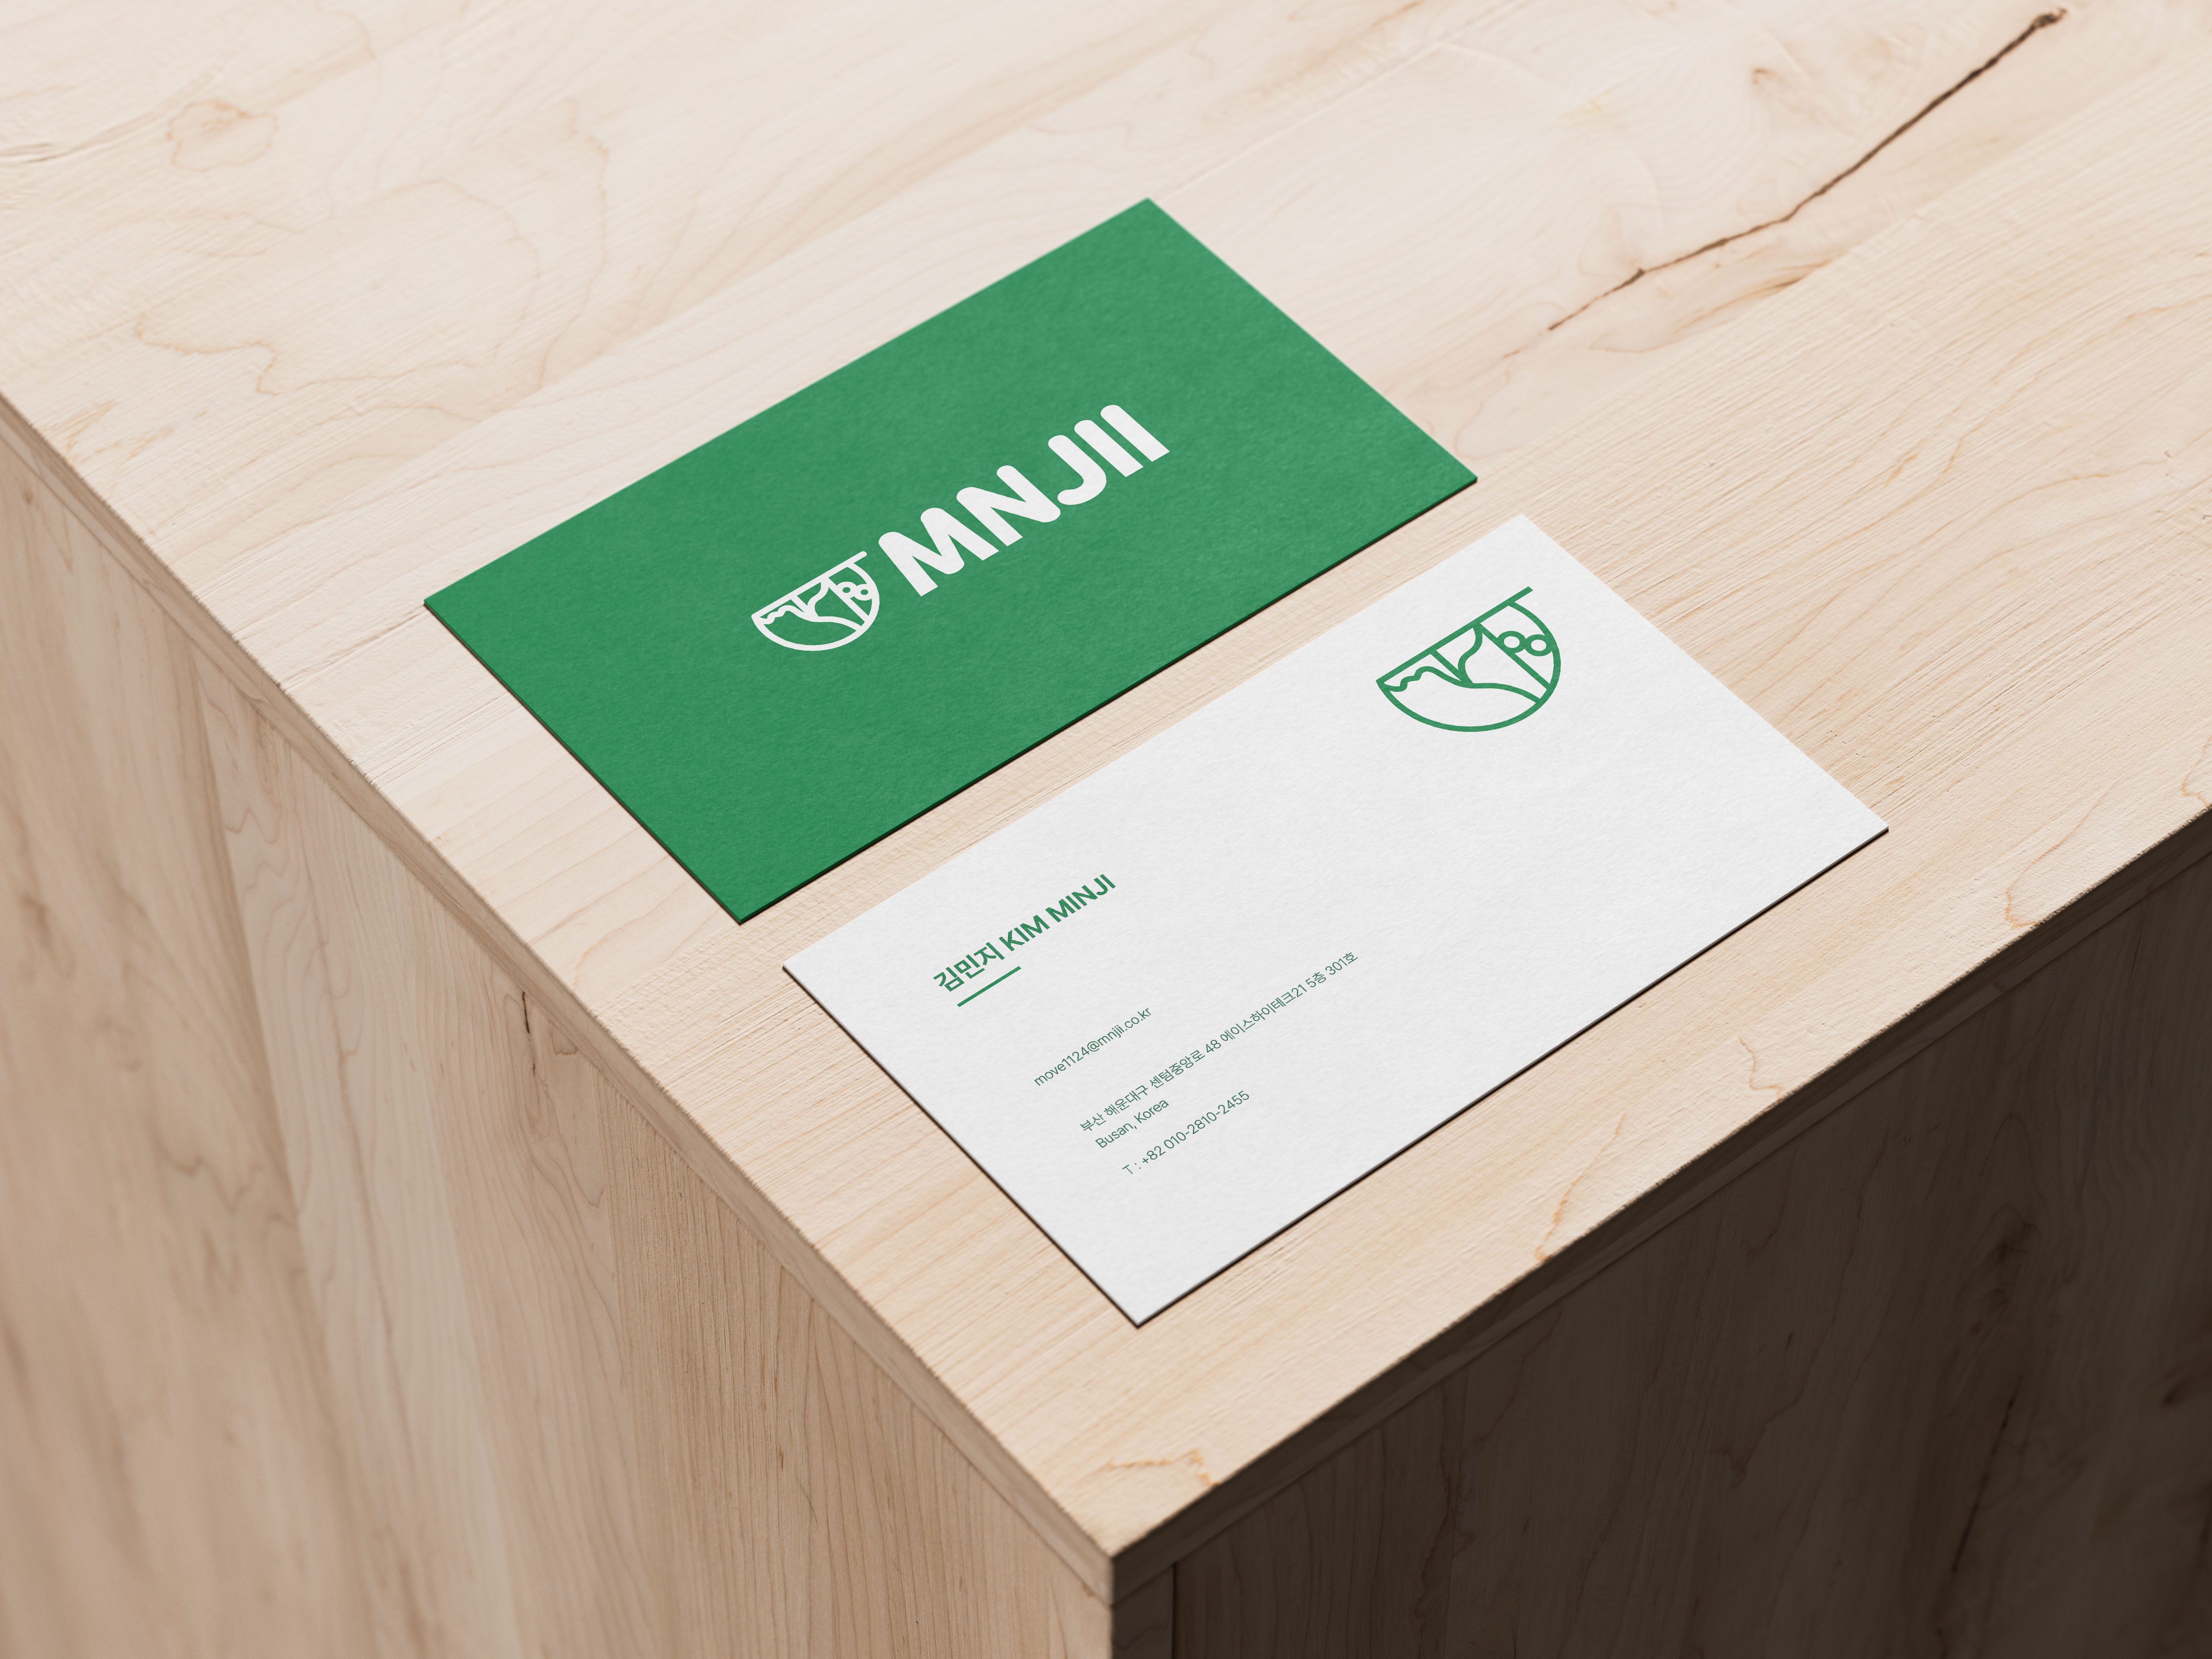 MNJII
김민지 KIM MINJI
move1124@mnjii.co.kr
부산 해운대구 센텀중앙로 48 에이스하이테크21 5층 301호
Busan, Korea
T : +82 010-2810-2455